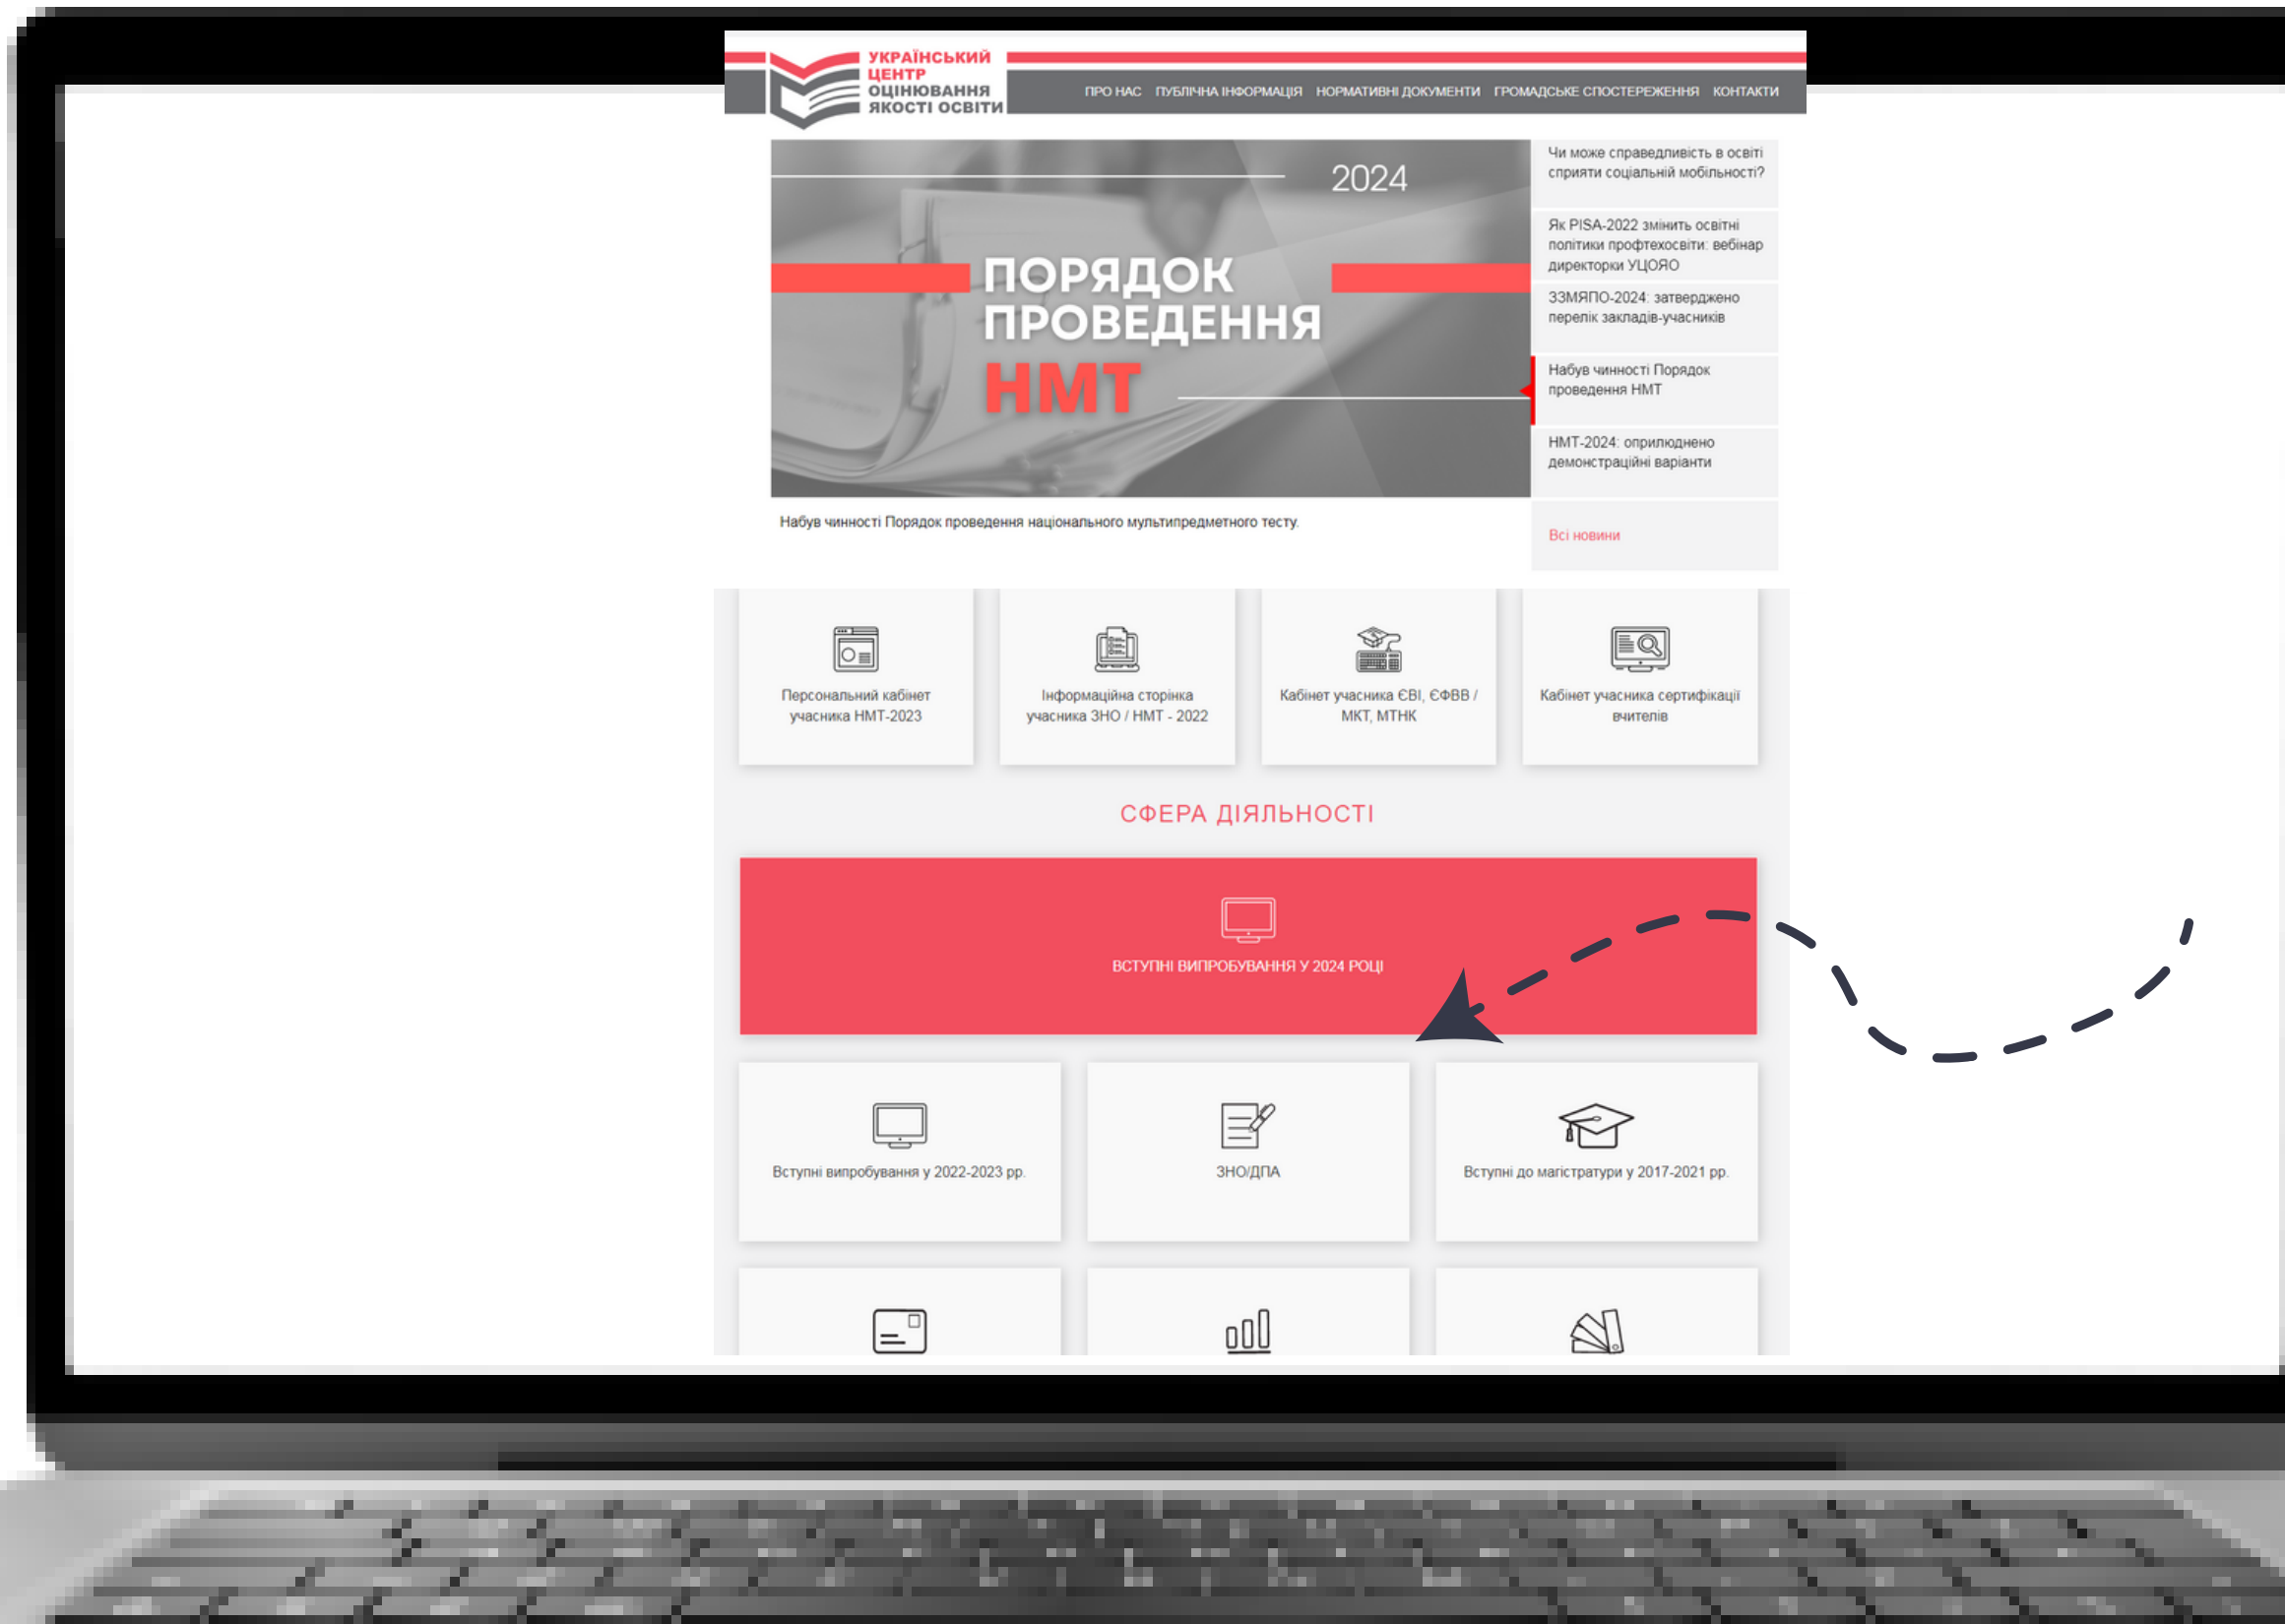 УКРАЇНСЬКИЙ
ЦЕНТР
ОЦІНЮВАННЯ
ЯКОСТІ ОСВІТИ
ПРО НАС ПУБЛІЧНА ІНФОРМАЦІЯ НОРМАТИВНІ ДОКУМЕНТИ ГРОМАДСЬКЕ СПОСТЕРЕЖЕННЯ КОНТАКТИ
2024
ПОРЯДОК
ПРОВЕДЕННЯ
НМТ
Чи може справедливість в освіті
сприяти соціальній мобільності?
Як PISA-2022 змінить освітні
політики профтехосвіти: вебінар
директорки УЦОЯО
ЗЗМЯПО-2024: затверджено
перелік закладів-учасників
Набув чинності Порядок
проведення НМТ
НМТ-2024: оприлюднено
демонстраційні варіанти
Набув чинності Порядок проведення національного мультипредметного тесту.
Всі новини
Персональний кабінет
учасника НМТ-2023
Інформаційна сторінка
учасника ЗНО / НМТ - 2022
Кабінет учасника ЄВІ, ЄФВВ /
МКТ, МТНК
Кабінет учасника сертифікації
вчителів
СФЕРА ДІЯЛЬНОСТІ
ВСТУПНІ ВИПРОБУВАННЯ У 2024 РОЦІ
Вступні випробування у 2022-2023 рр.
ЗНО/ДПА
Вступні до магістратури у 2017-2021 рр.